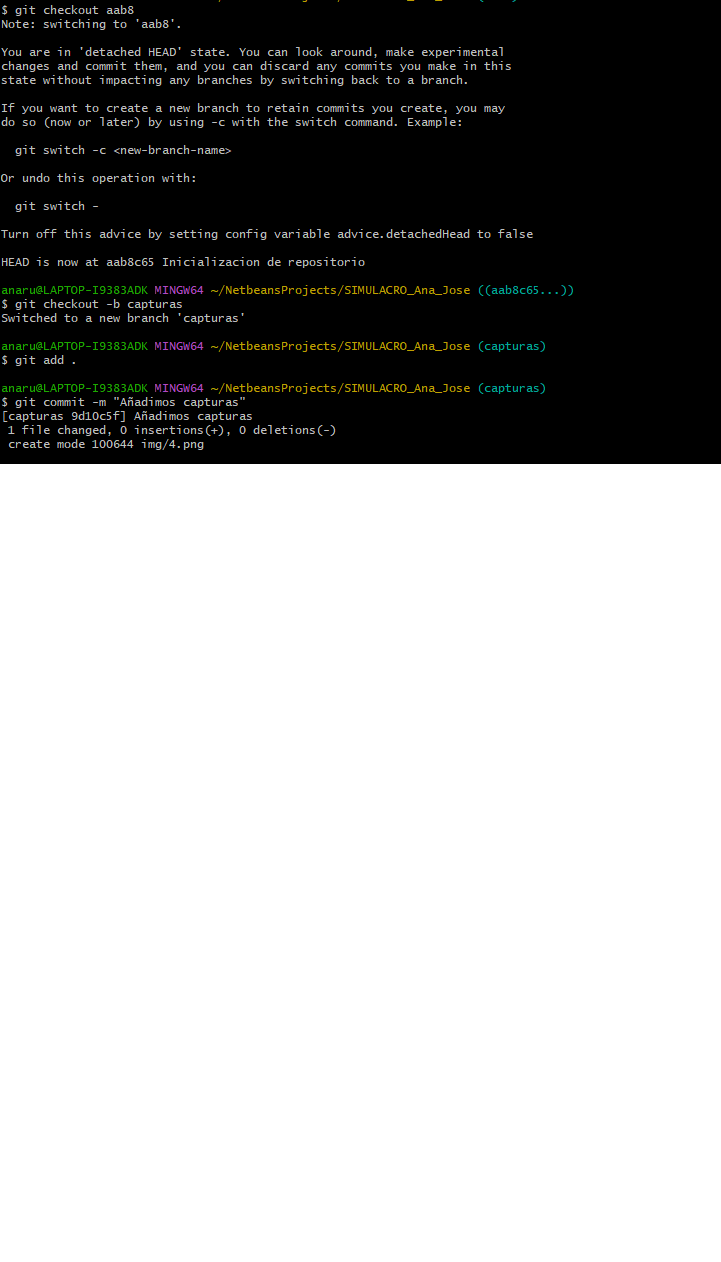 $ git checkout aab8
Note: switching to 'aab8'.
You are in 'detached HEAD' state. You can look around, make experimental
changes and commit them, and you can discard any commits you make in this
state without impacting any branches by switching back to a branch.
If you want to create a new branch to retain commits you create, you may
do so (now or later) by using -c with the switch command. Example:
git switch -c <new-branch-name>
Or undo this operation with:
git switch -
Turn off this advice by setting config variable advice.detachedHead to false
HEAD is now at aab8c65 Inicializacion de repositorio
anaru@LAPTOP-I9383ADK MINGW64 ~/NetbeansProjects/SIMULACRO_Ana_Jose ((aab8c65...))
$ git checkout -b capturas
Switched to a new branch 'capturas'
anaru@LAPTOP-I9383ADK MINGW64 ~/NetbeansProjects/SIMULACRO_Ana_Jose (capturas)
$ git add .
anaru@LAPTOP-I9383ADK MINGW64 ~/NetbeansProjects/SIMULACRO_Ana_Jose (capturas)
$ git commit -m "Añadimos capturas"
[capturas 9d10c5f] Añadimos capturas
1 file changed, 0 insertions(+), 0 deletions(-)
create mode 100644 img/4.png